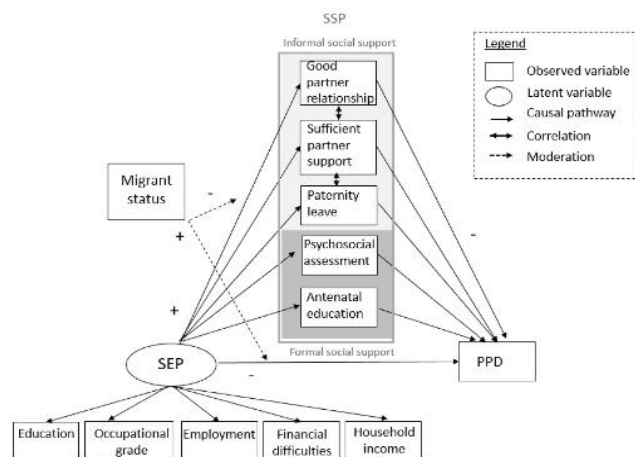 SSP
Informal social support
Good
partner
relationship
Sufficient
partner
support
Paternity
leave
Psychosocial
assessment
Antenatal
education
Formal social support
Migrant
status
-
+
+
-
-
SEP
PPD
Education
Occupational
grade
Employment
Financial
difficulties
Household
income
Legend
Observed variable
Latent variable
Causal pathway
Correlation
Moderation